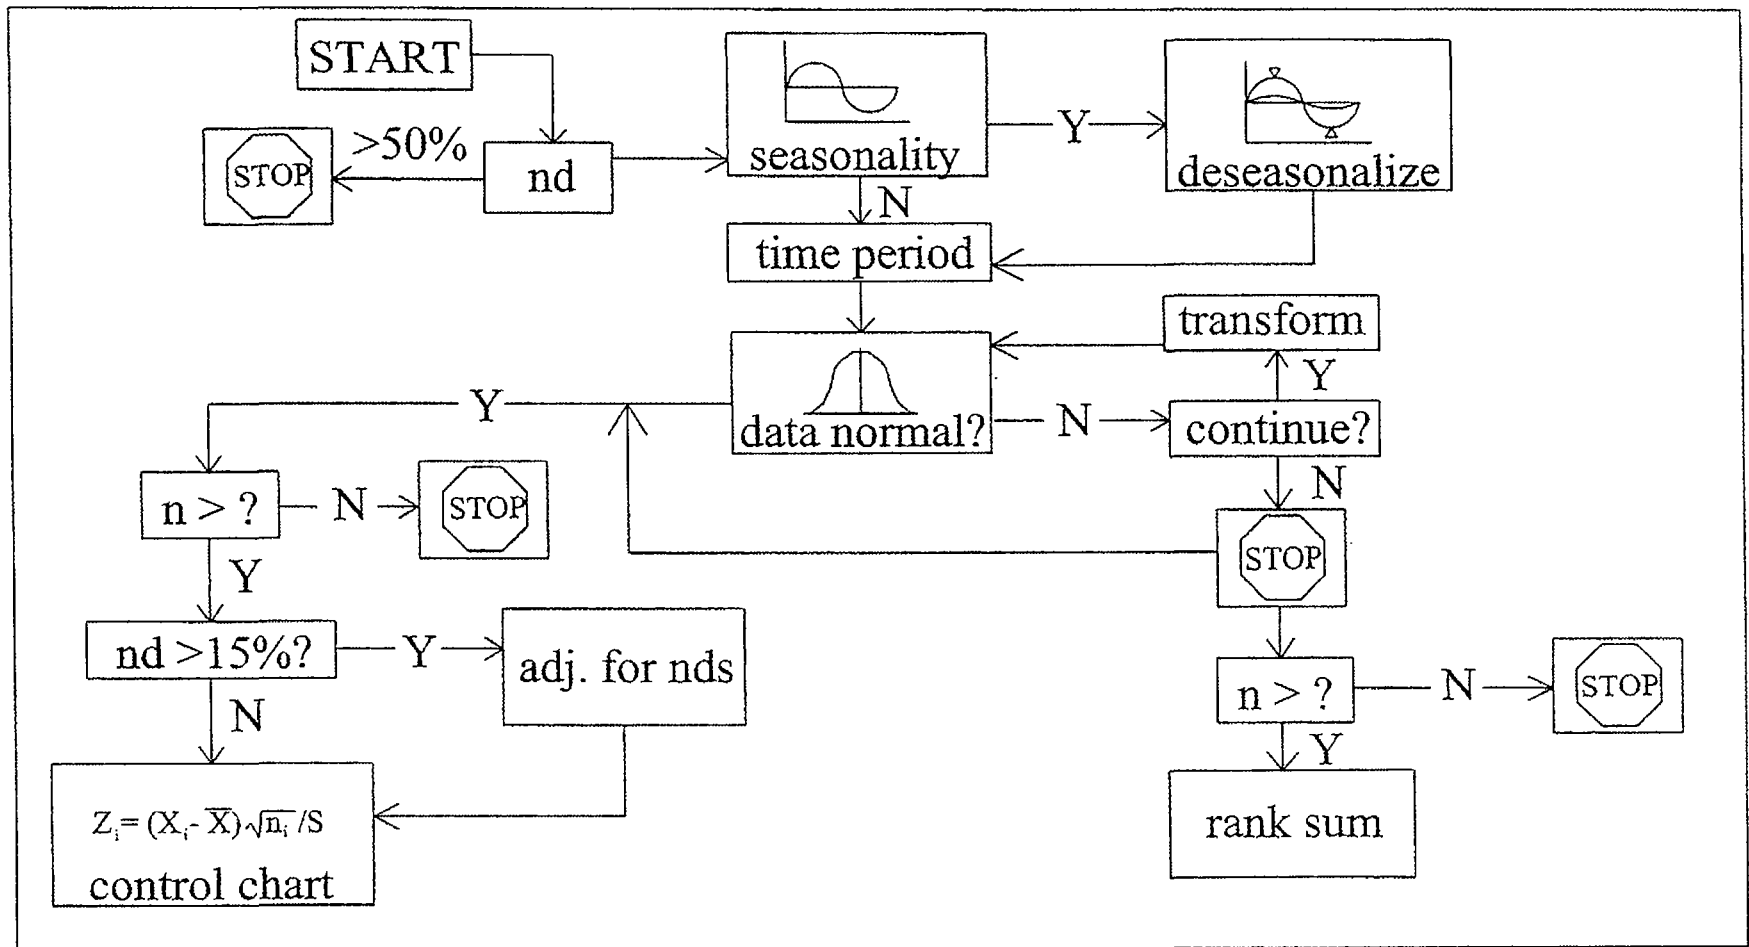 START
>50%
STOP
nd
seasonality
Y
deseasonalize
N
time period
transform
Y
data normal?
N
continue?
Y
N
n > ?
N
STOP
STOP
Y
nd >15%?
Y
adj. for nds
n > ?
N
STOP
N
Y
Zᵢ= (Xᵢ- X̅)√nᵢ /S
control chart
rank sum